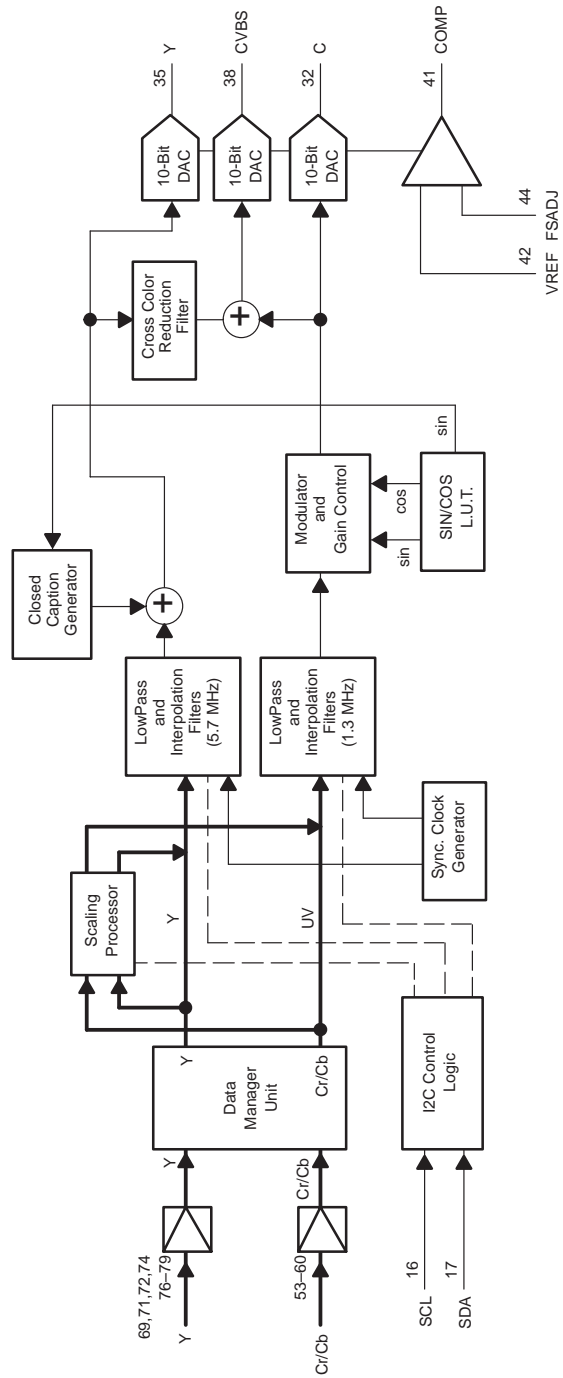 69,71,72,74
76–79
Y
Y
Cr/Cb
53–60
Cr/Cb
Data
Manager
Unit
Y
Cr/Cb
SCL
16
SDA
17
I2C Control
Logic
Scaling
Processor
Y
UV
Sync. Clock
Generator
LowPass
and
Interpolation
Filters
(5.7 MHz)
LowPass
and
Interpolation
Filters
(1.3 MHz)
Closed
Caption
Generator
+
Modulator
and
Gain Control
sin
cos
SIN/COS
L.U.T.
sin
Cross Color
Reduction
Filter
+
10-Bit
DAC
35
Y
10-Bit
DAC
38
CVBS
10-Bit
DAC
32
C
41
COMP
42
VREF
44
FSADJ